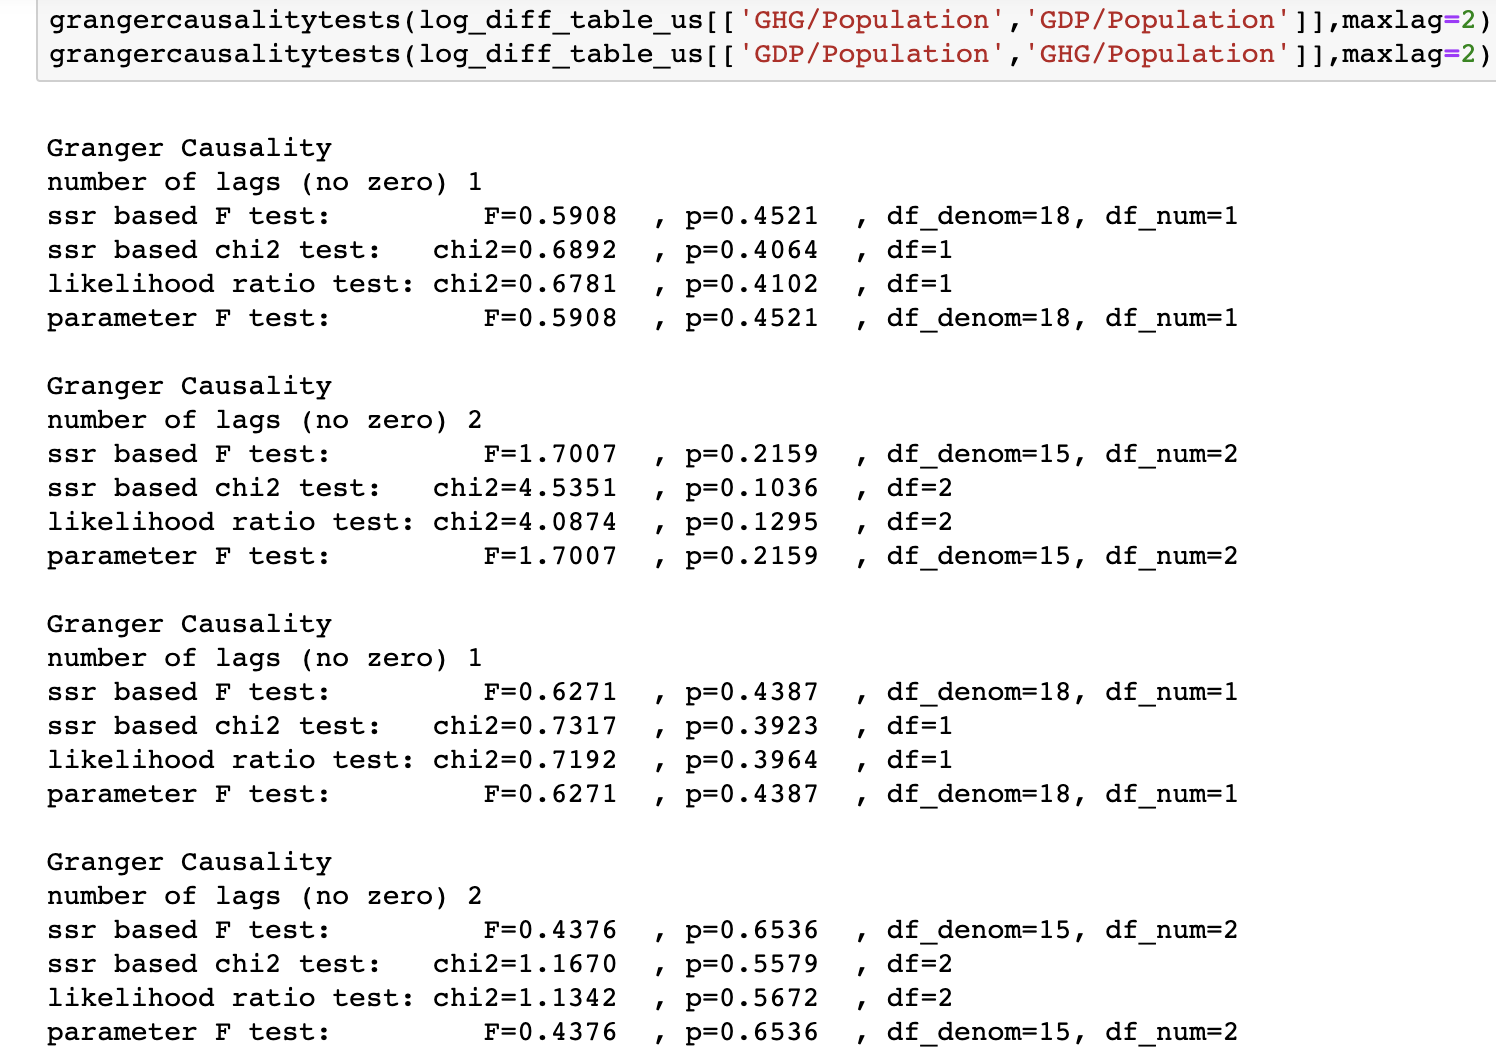 grangercausalitytests(log_diff_table_us[['GHG/Population','GDP/Population']],maxlag=2)
grangercausalitytests(log_diff_table_us[['GDP/Population','GHG/Population']],maxlag=2)
Granger Causality
number of lags (no zero) 1
ssr based F test:         F=0.5908  , p=0.4521  , df_denom=18, df_num=1
ssr based chi2 test:   chi2=0.6892  , p=0.4064  , df=1
likelihood ratio test: chi2=0.6781  , p=0.4102  , df=1
parameter F test:         F=0.5908  , p=0.4521  , df_denom=18, df_num=1
Granger Causality
number of lags (no zero) 2
ssr based F test:         F=1.7007  , p=0.2159  , df_denom=15, df_num=2
ssr based chi2 test:   chi2=4.5351  , p=0.1036  , df=2
likelihood ratio test: chi2=4.0874  , p=0.1295  , df=2
parameter F test:         F=1.7007  , p=0.2159  , df_denom=15, df_num=2
Granger Causality
number of lags (no zero) 1
ssr based F test:         F=0.6271  , p=0.4387  , df_denom=18, df_num=1
ssr based chi2 test:   chi2=0.7317  , p=0.3923  , df=1
likelihood ratio test: chi2=0.7192  , p=0.3964  , df=1
parameter F test:         F=0.6271  , p=0.4387  , df_denom=18, df_num=1
Granger Causality
number of lags (no zero) 2
ssr based F test:         F=0.4376  , p=0.6536  , df_denom=15, df_num=2
ssr based chi2 test:   chi2=1.1670  , p=0.5579  , df=2
likelihood ratio test: chi2=1.1342  , p=0.5672  , df=2
parameter F test:         F=0.4376  , p=0.6536  , df_denom=15, df_num=2